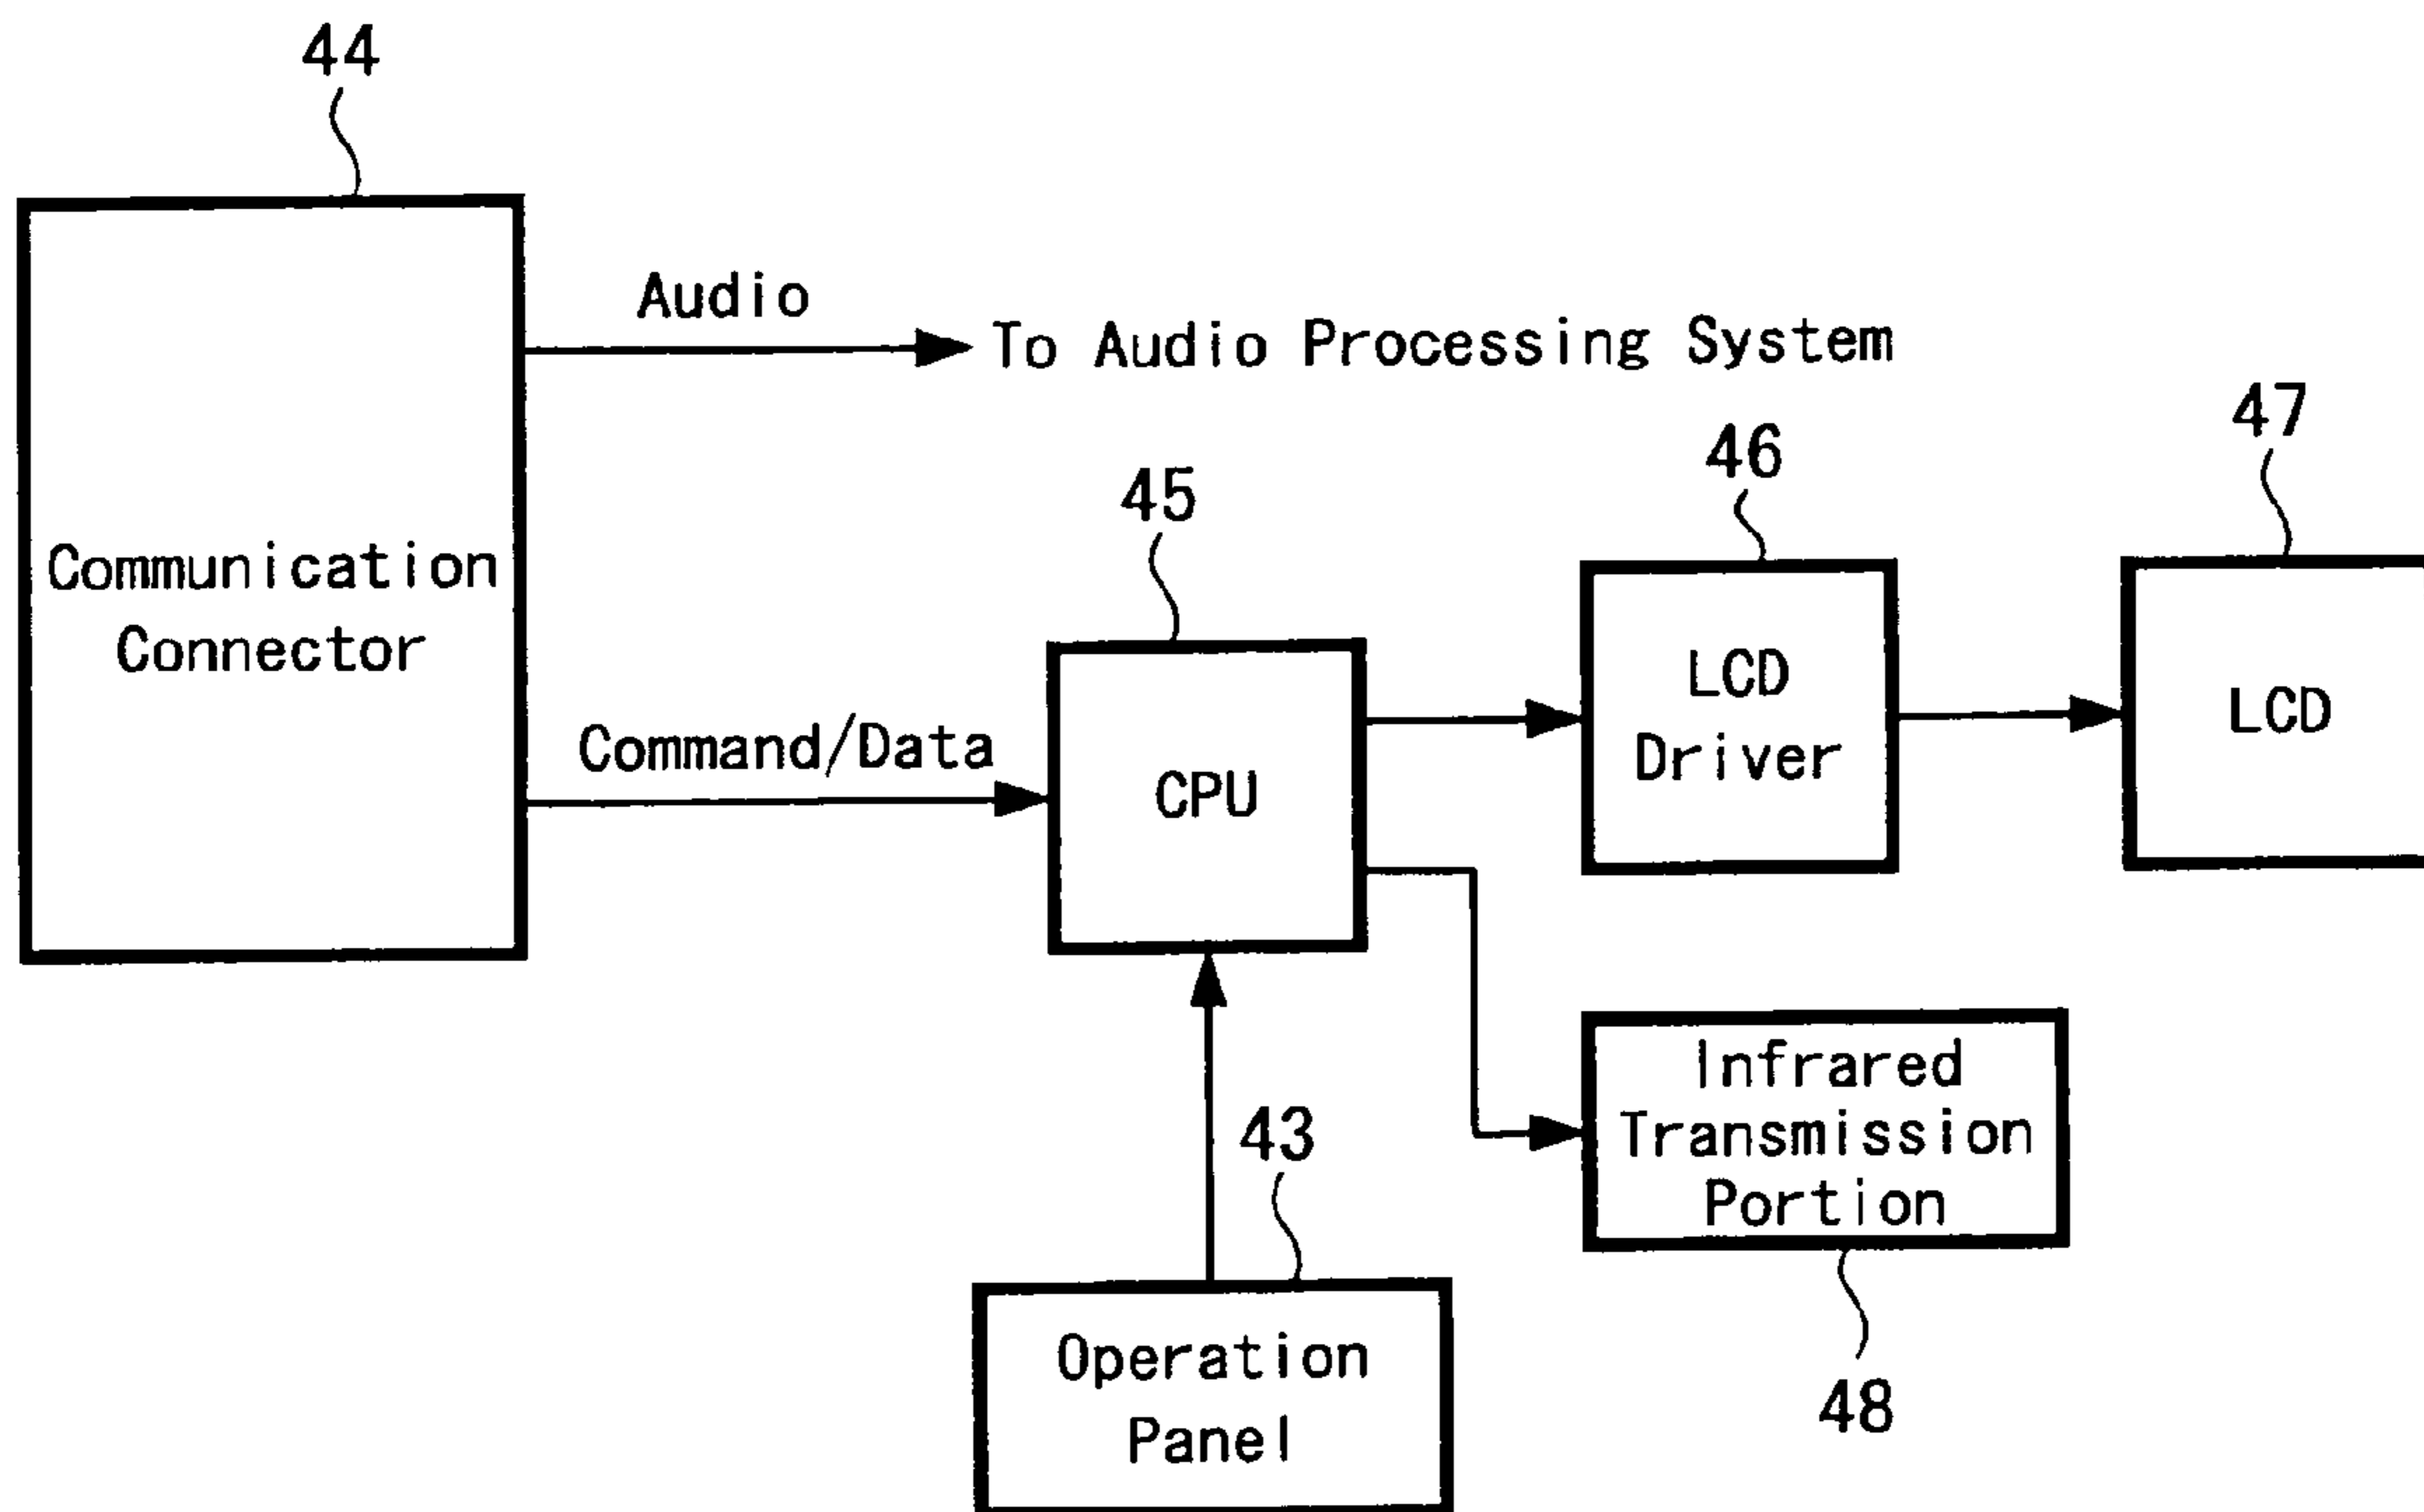 44
Audio
To Audio Processing System
47
46
45
Communication
Connector
LCD
Driver
LCD
Command/Data
CPU
Infrared
Transmission
Portion
43
Operation
Panel
48